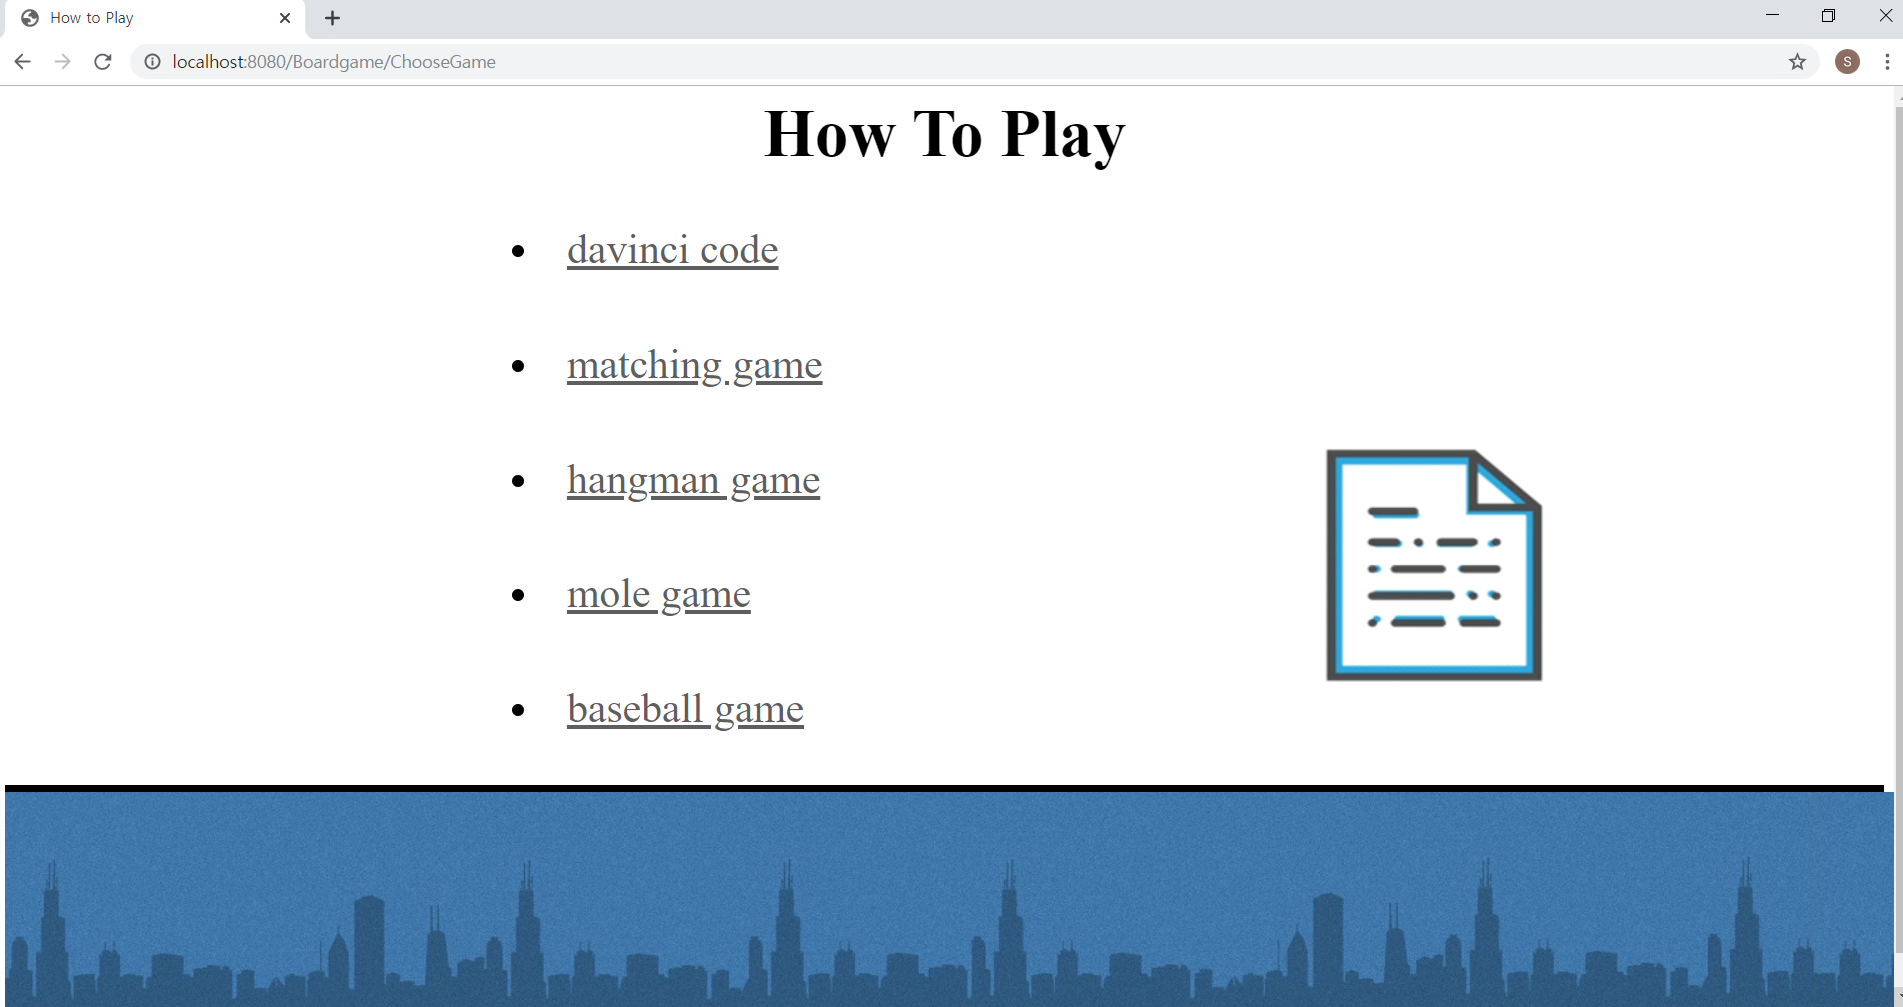 How to Play
localhost:8080/Boardgame/ChooseGame
S
How To Play
davinci code
matching game
hangman game
mole game
baseball game